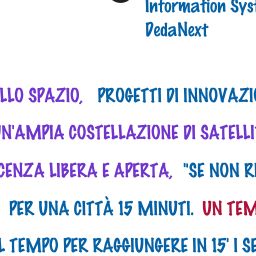 Information Sys
DedaNext
LLO SPAZIO, PROGETTI DI INNOVAZIO
UN'AMPIA COSTELLAZIONE DI SATELLIT
CENZA LIBERA E APERTA, "SE NON RI
PER UNA CITTÀ 15 MINUTI. UN TEM
L TEMPO PER RAGGIUNGERE IN 15' I SE